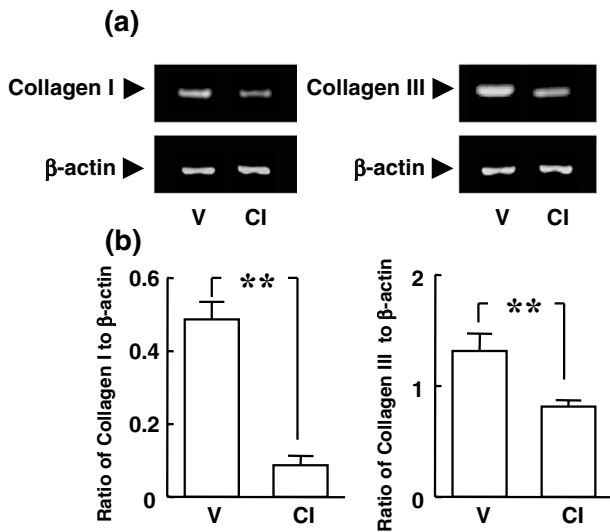 (a)
Collagen I
Collagen III
β-actin
β-actin
V CI
V CI
(b)
Ratio of Collagen I to β-actin
0.6
0.4
0.2
0
**
V CI
Ratio of Collagen III to β-actin
2
1
0
**
V CI